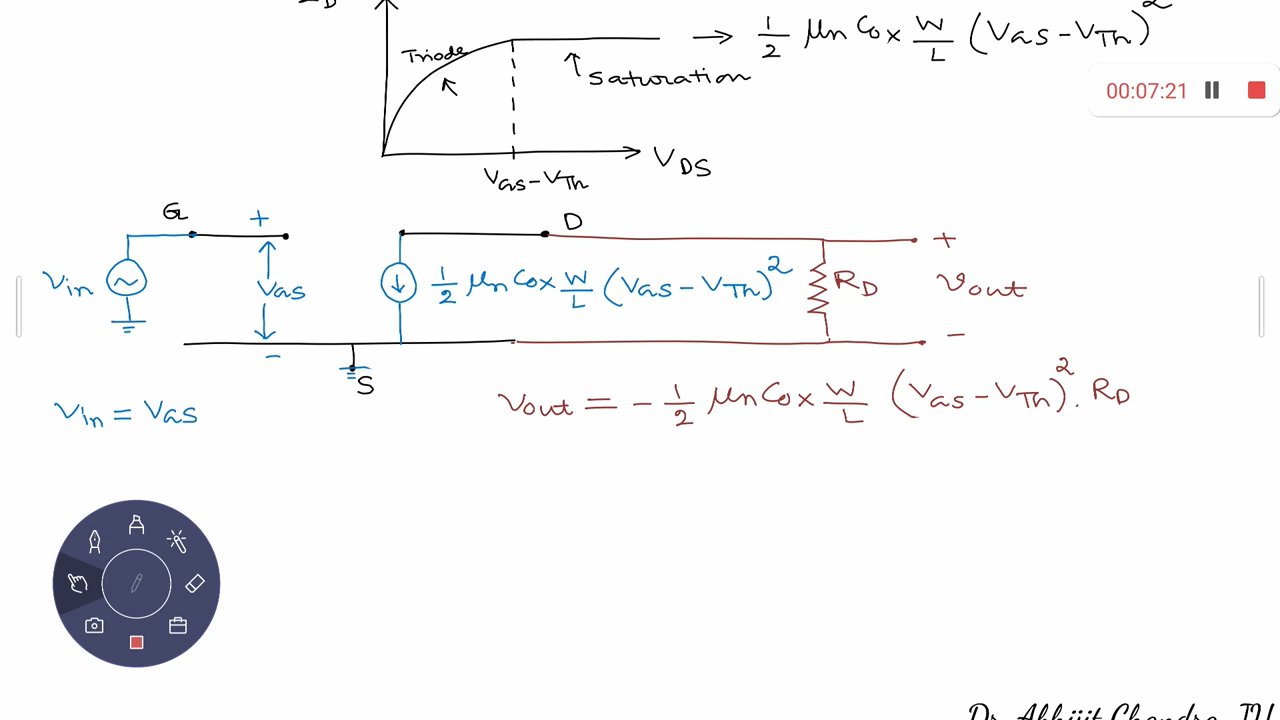 D
1/2 μn Cox W/L (VGS - VTh)²
Triode
Saturation
00:07:21
VDS
VGS - VTh
G
+
D
+
Vin
VGS
1/2 μn Cox W/L (VGS - VTh)²
RD
Vout
-
-
S
Vin = VGS
Vout = - 1/2 μn Cox W/L (VGS - VTh)² . RD